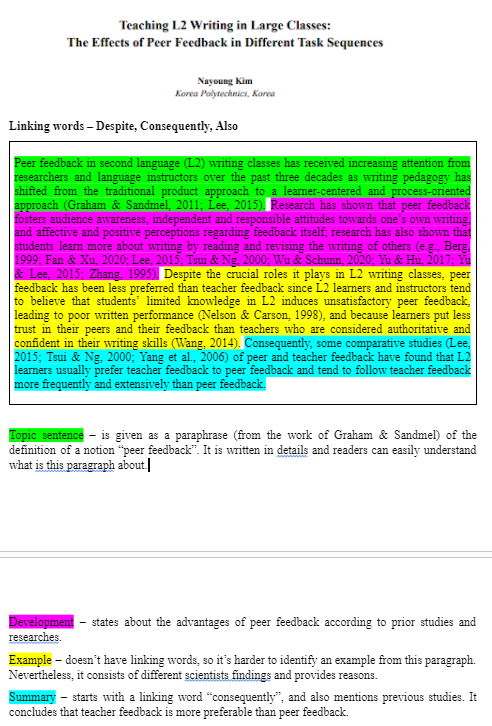 Teaching L2 Writing in Large Classes:
The Effects of Peer Feedback in Different Task Sequences
Nayoung Kim
Korea Polytechnics, Korea
Linking words – Despite, Consequently, Also
Peer feedback in second language (L2) writing classes has received increasing attention from
researchers and language instructors over the past three decades as writing pedagogy has
shifted from the traditional product approach to a learner-centered and process-oriented
approach (Graham & Sandmel, 2011; Lee, 2015). Research has shown that peer feedback
fosters audience awareness, independent and responsible attitudes towards one's own writing,
and affective and positive perceptions regarding feedback itself; research has also shown that
students learn more about writing by reading and revising the writing of others (e.g., Berg,
1999; Fan & Xu, 2020; Lee, 2015; Tsui & Ng, 2000; Wu & Schunn, 2020; Yu & Hu, 2017; Yu
& Lee, 2015; Zhang, 1995). Despite the crucial roles it plays in L2 writing classes, peer
feedback has been less preferred than teacher feedback since L2 learners and instructors tend
to believe that students' limited knowledge in L2 induces unsatisfactory peer feedback,
leading to poor written performance (Nelson & Carson, 1998), and because learners put less
trust in their peers and their feedback than teachers who are considered authoritative and
confident in their writing skills (Wang, 2014). Consequently, some comparative studies (Lee,
2015; Tsui & Ng, 2000; Yang et al., 2006) of peer and teacher feedback have found that L2
learners usually prefer teacher feedback to peer feedback and tend to follow teacher feedback
more frequently and extensively than peer feedback.
Topic sentence – is given as a paraphrase (from the work of Graham & Sandmel) of the
definition of a notion “peer feedback”. It is written in details and readers can easily understand
what is this paragraph about.
Development – states about the advantages of peer feedback according to prior studies and
researches.
Example – doesn't have linking words, so it's harder to identify an example from this paragraph.
Nevertheless, it consists of different scientists findings and provides reasons.
Summary – starts with a linking word “consequently”, and also mentions previous studies. It
concludes that teacher feedback is more preferable than peer feedback.